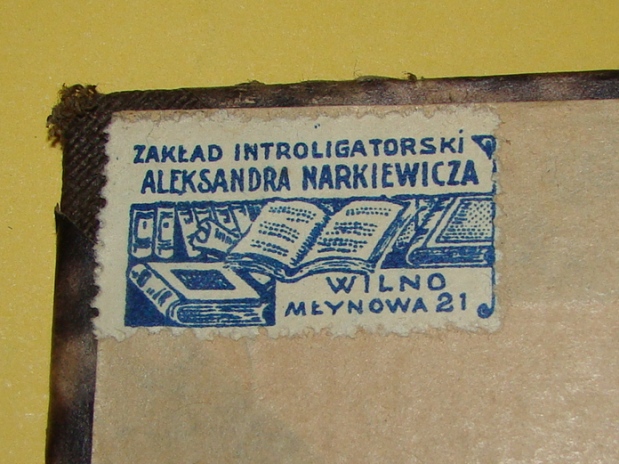 ZAKŁAD INTROLIGATORSKI
ALEKSANDRA NARKIEWICZA
WILNO
MŁYNOWA 21